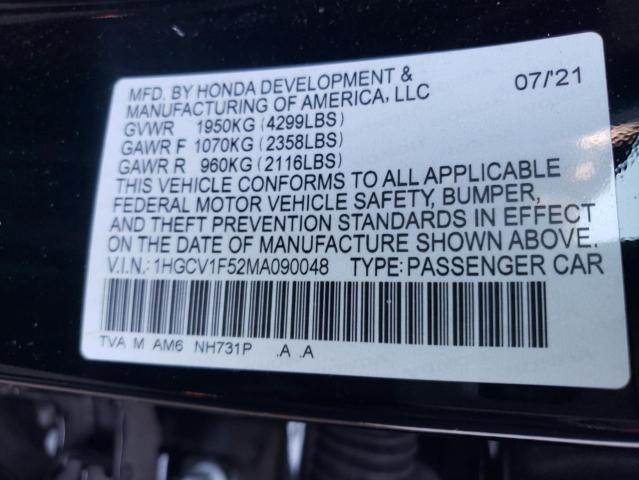 MFD. BY HONDA DEVELOPMENT & 07/'21
MANUFACTURING OF AMERICA, LLC
GVWR 1950KG (4299LBS)
GAWR F 1070KG (2358LBS)
GAWR R 960KG (2116LBS)
THIS VEHICLE CONFORMS TO ALL APPLICABLE
FEDERAL MOTOR VEHICLE SAFETY, BUMPER,
AND THEFT PREVENTION STANDARDS IN EFFECT
ON THE DATE OF MANUFACTURE SHOWN ABOVE.
V.I.N.: 1HGCV1F52MA090048 TYPE: PASSENGER CAR
TVA M AM6 NH731P .A .A